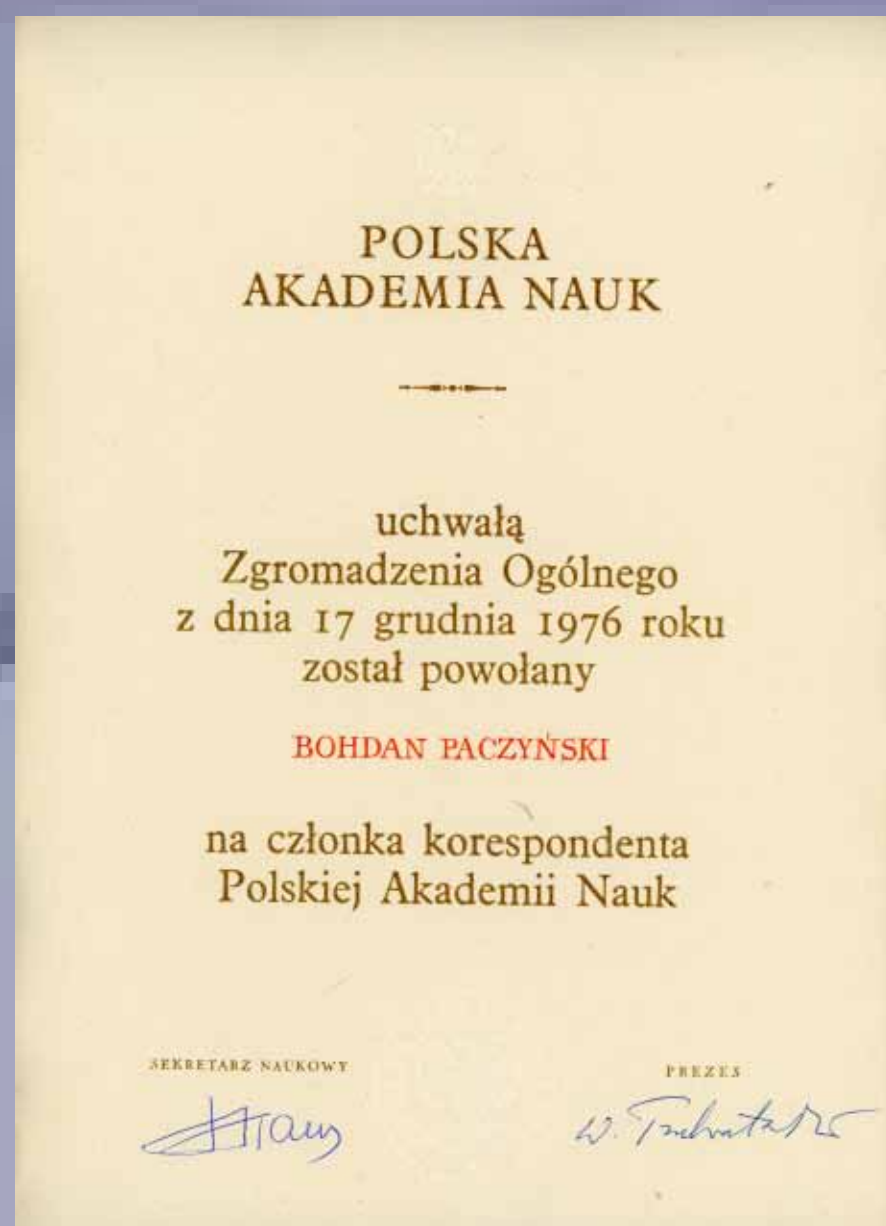 POLSKA
AKADEMIA NAUK
uchwałą
Zgromadzenia Ogólnego
z dnia 17 grudnia 1976 roku
został powołany
BOHDAN PACZYŃSKI
na członka korespondenta
Polskiej Akademii Nauk
SEKRETARZ NAUKOWY
PREZES
W.